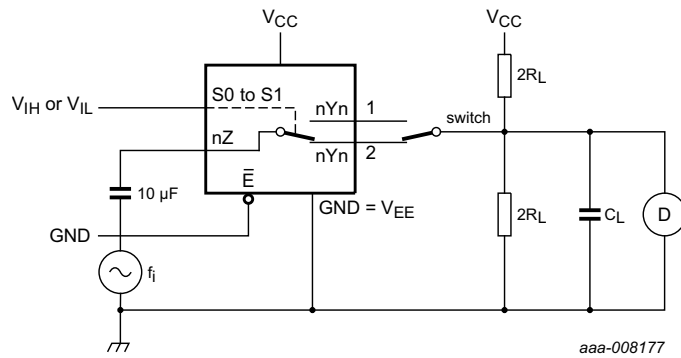 VCC
VCC
2RL
VIH or VIL
S0 to S1
nYn
1
switch
nZ
nYn
2
10 µF
E̅
GND = VEE
2RL
CL
D
GND
fi
aaa-008177